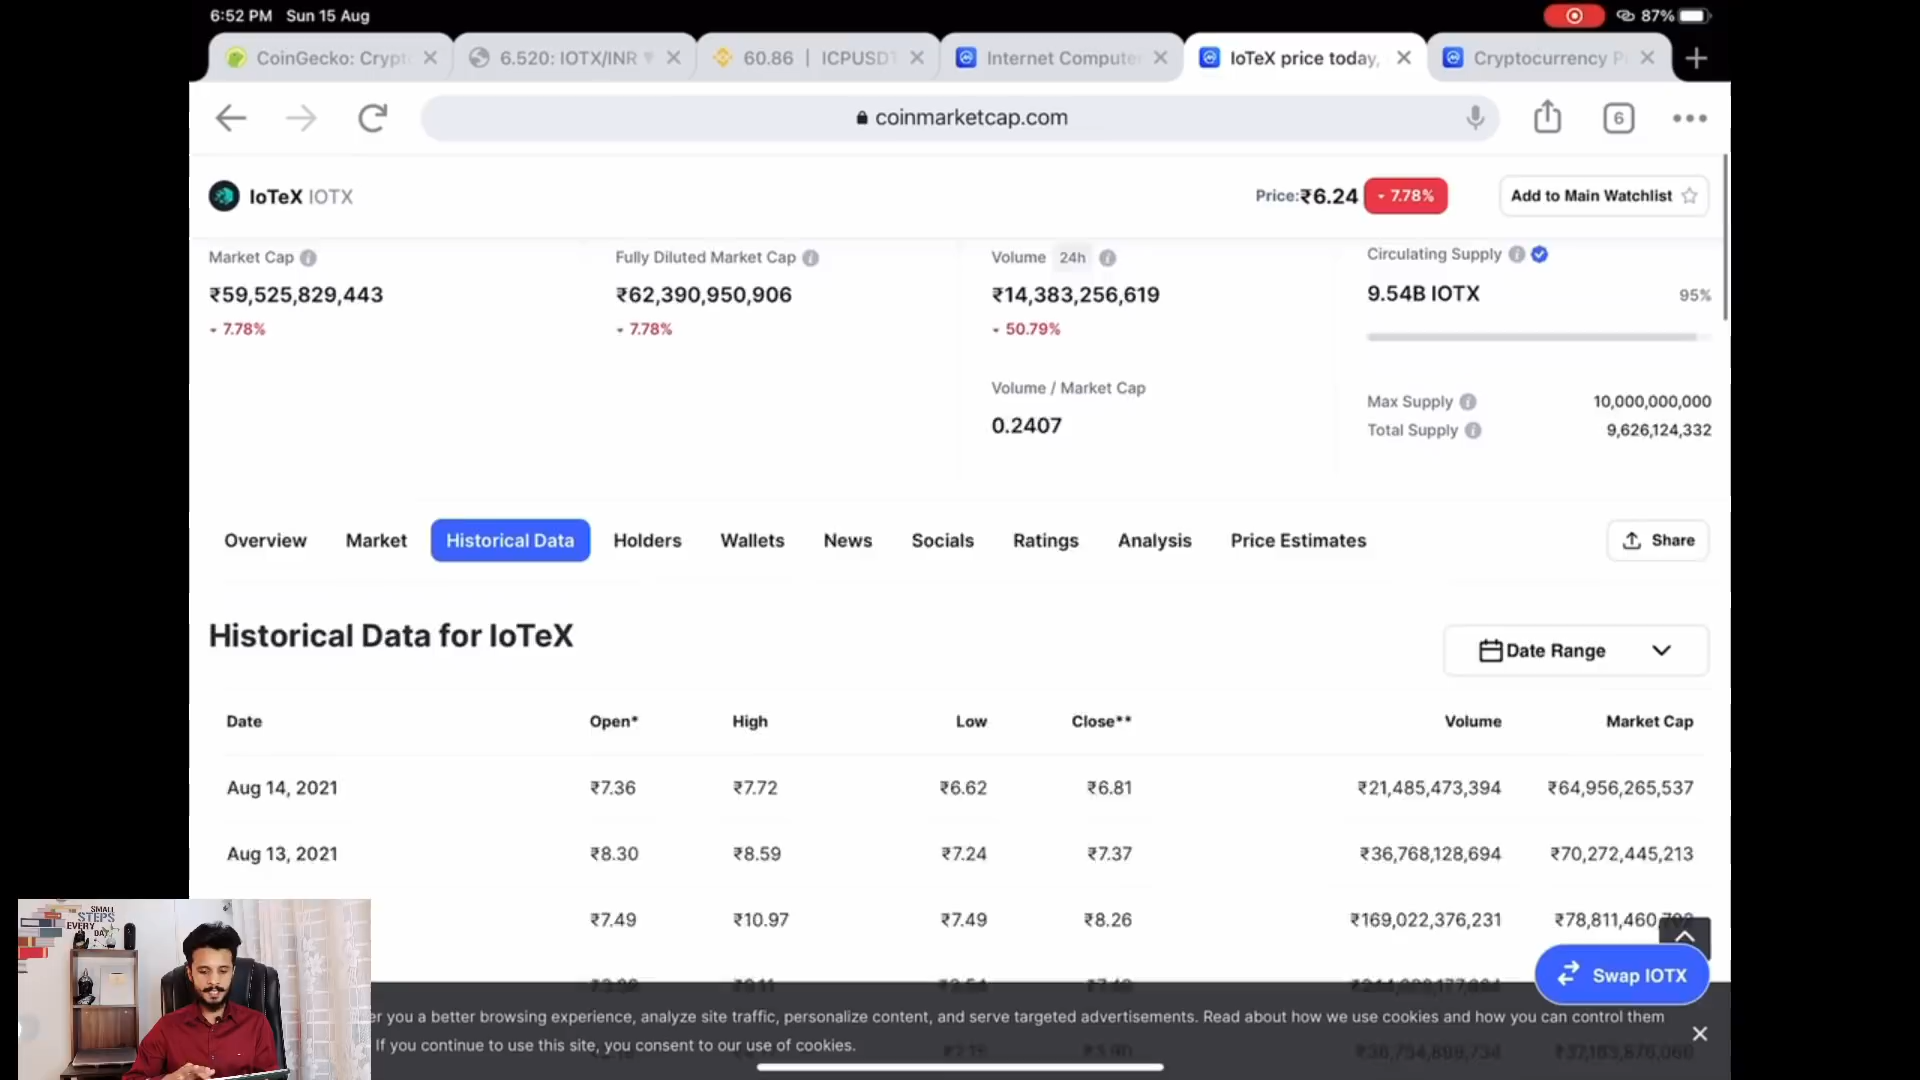 6:52 PM Sun 15 Aug 87%
CoinGecko: Crypt 6.520: IOTX/INR 60.86 | ICPUSDT Internet Computer IoTeX price today, Cryptocurrency P
coinmarketcap.com 6
IoTeX IOTX Price:₹6.24 7.78% Add to Main Watchlist
Market Cap Fully Diluted Market Cap Volume 24h Circulating Supply
₹59,525,829,443 ₹62,390,950,906 ₹14,383,256,619 9.54B IOTX 95%
7.78% 7.78% 50.79%
Volume / Market Cap Max Supply 10,000,000,000
0.2407 Total Supply 9,626,124,332
Overview Market Historical Data Holders Wallets News Socials Ratings Analysis Price Estimates Share
Historical Data for IoTeX
Date Range
Date Open* High Low Close** Volume Market Cap
Aug 14, 2021 ₹7.36 ₹7.72 ₹6.62 ₹6.81 ₹21,485,473,394 ₹64,956,265,537
Aug 13, 2021 ₹8.30 ₹8.59 ₹7.24 ₹7.37 ₹36,768,128,694 ₹70,272,445,213
₹7.49 ₹10.97 ₹7.49 ₹8.26 ₹169,022,376,231 ₹78,811,460,
Swap IOTX
er you a better browsing experience, analyze site traffic, personalize content, and serve targeted advertisements. Read about how we use cookies and how you can control them
If you continue to use this site, you consent to our use of cookies.
SMALL
STEPS
EVERY
DAY